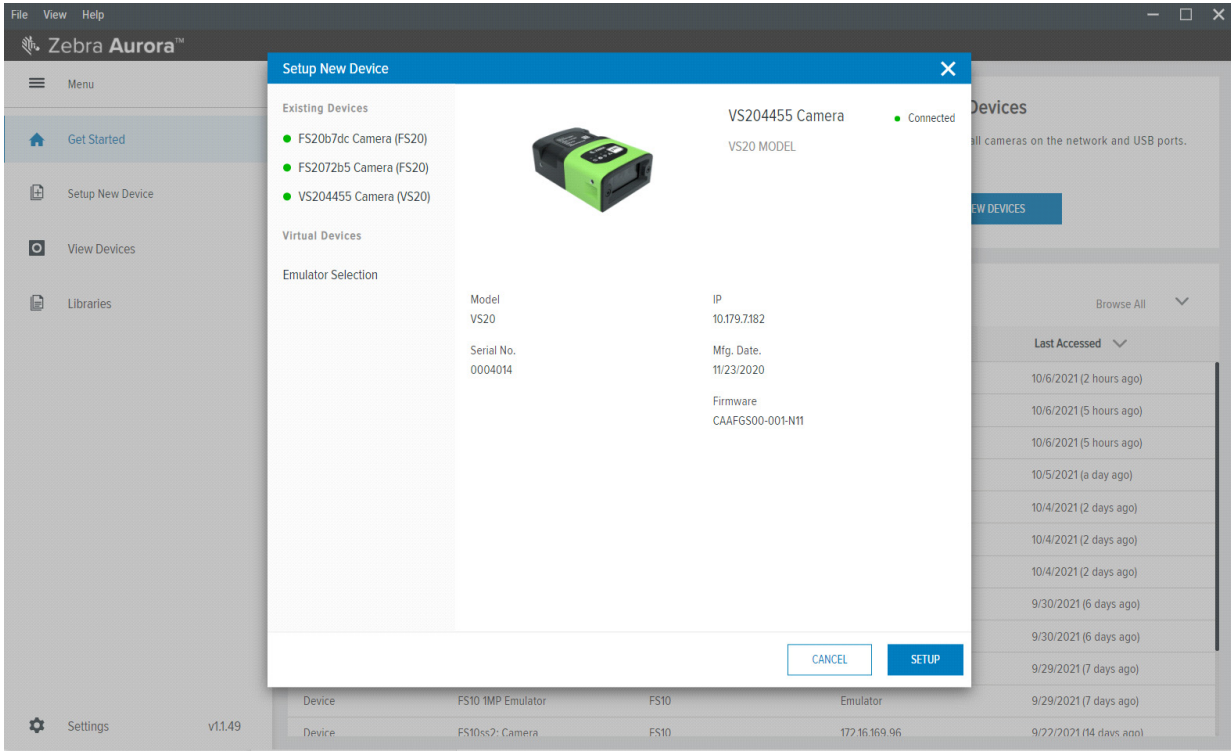 File View Help
Zebra Aurora™
Menu
Get Started
Setup New Device
View Devices
Libraries
Settings v1.1.49
Setup New Device
Existing Devices
FS20b7dc Camera (FS20)
FS2072b5 Camera (FS20)
VS204455 Camera (VS20)
Virtual Devices
Emulator Selection
VS204455 Camera
Connected
VS20 MODEL
Model
VS20
IP
10.179.7.182
Serial No.
0004014
Mfg. Date.
11/23/2020
Firmware
CAAFGS00-001-N11
CANCEL SETUP
Devices
all cameras on the network and USB ports.
EW DEVICES
Browse All
Last Accessed
10/6/2021 (2 hours ago)
10/6/2021 (5 hours ago)
10/6/2021 (5 hours ago)
10/5/2021 (a day ago)
10/4/2021 (2 days ago)
10/4/2021 (2 days ago)
10/4/2021 (2 days ago)
9/30/2021 (6 days ago)
9/30/2021 (6 days ago)
9/29/2021 (7 days ago)
Device FS10 1MP Emulator FS10 Emulator 9/29/2021 (7 days ago)
Device FS10ss2: Camera FS10 172.16.169.96 9/22/2021 (14 days ago)